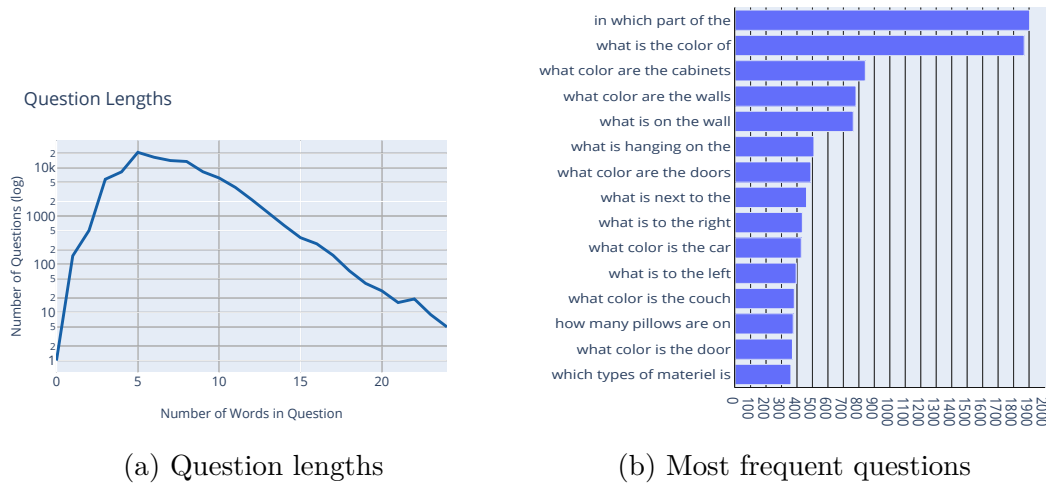 Question Lengths
Number of Questions (log)
2
10k
5
2
1000
5
2
100
5
2
10
5
2
1
0 5 10 15 20
Number of Words in Question
(a) Question lengths
in which part of the
what is the color of
what color are the cabinets
what color are the walls
what is on the wall
what is hanging on the
what color are the doors
what is next to the
what is to the right
what color is the car
what is to the left
what color is the couch
how many pillows are on
what color is the door
which types of materiel is
0 100 200 300 400 500 600 700 800 900 1000 1100 1200 1300 1400 1500 1600 1700 1800 1900 2000
(b) Most frequent questions